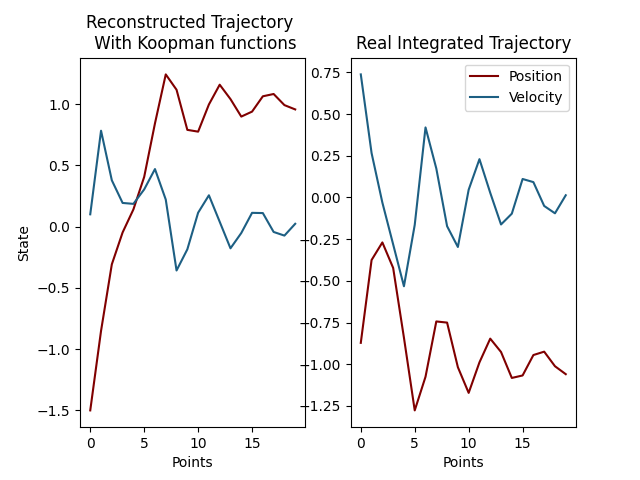 Reconstructed Trajectory
With Koopman functions
Real Integrated Trajectory
State
1.0
0.5
0.0
−0.5
−1.0
−1.5
0
5
10
15
Points
0.75
0.50
0.25
0.00
−0.25
−0.50
−0.75
−1.00
−1.25
0
5
10
15
Points
Position
Velocity